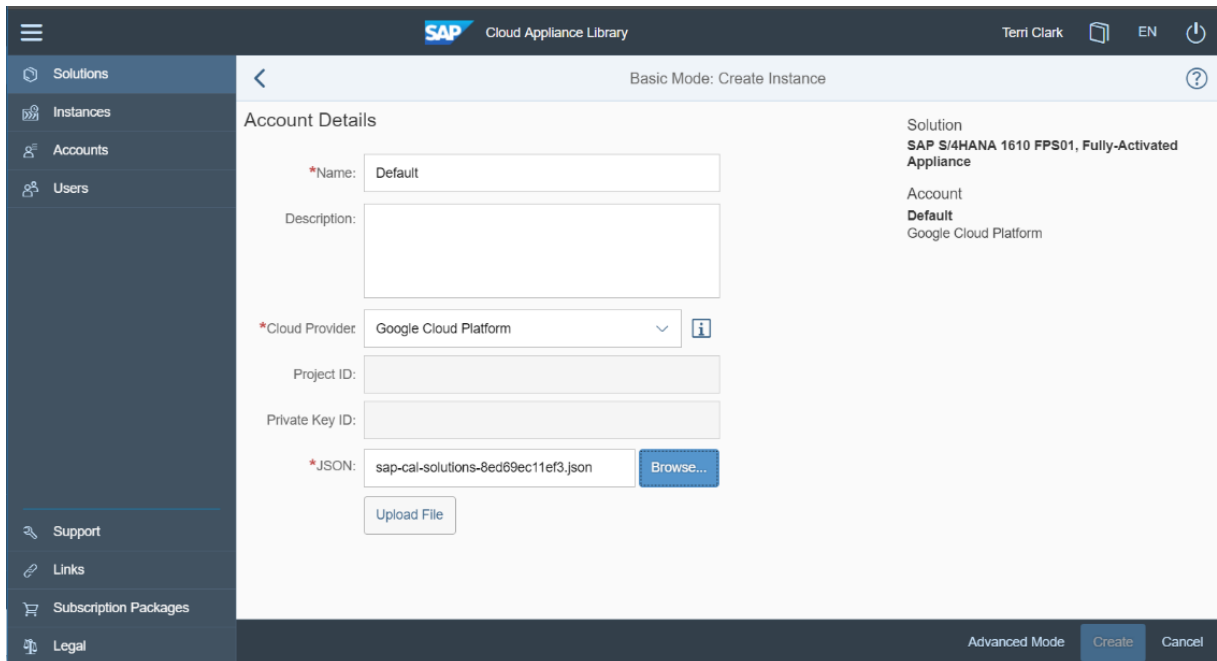 SAP Cloud Appliance Library
Terri Clark
EN
Solutions
Instances
Accounts
Users
Support
Links
Subscription Packages
Legal
Basic Mode: Create Instance
Account Details
*Name: Default
Description:
*Cloud Provider Google Cloud Platform
Project ID:
Private Key ID:
*JSON: sap-cal-solutions-8ed69ec11ef3.json Browse...
Upload File
Solution
SAP S/4HANA 1610 FPS01, Fully-Activated
Appliance
Account
Default
Google Cloud Platform
Advanced Mode Create Cancel